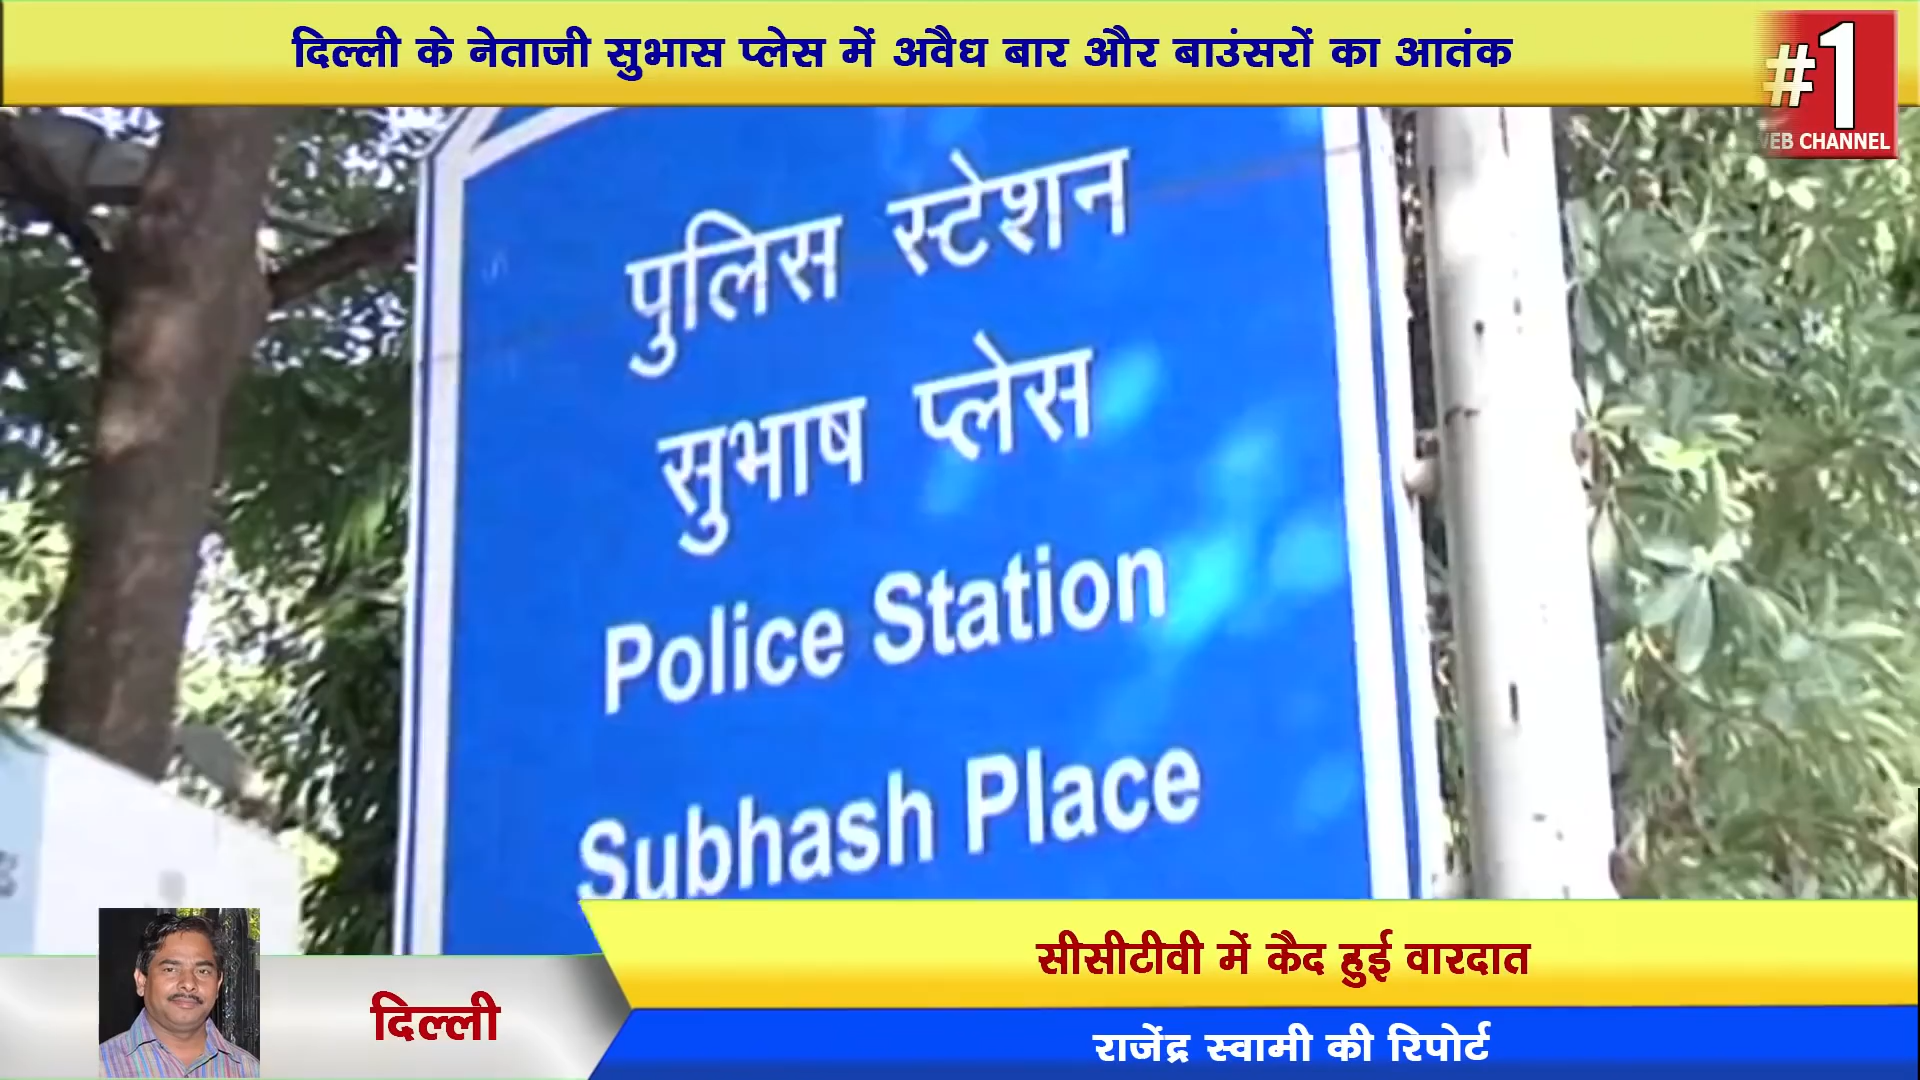 दिल्ली के नेताजी सुभास प्लेस में अवैध बार और बाउंसरों का आतंक
#1
WEB CHANNEL
पुलिस स्टेशन
सुभाष प्लेस
Police Station
Subhash Place
सीसीटीवी में कैद हुई वारदात
दिल्ली
राजेंद्र स्वामी की रिपोर्ट